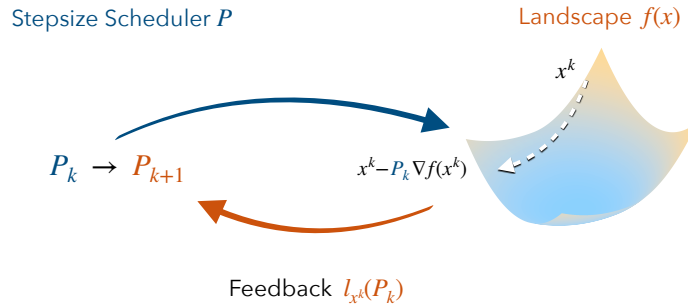 Stepsize Scheduler P
Landscape f(x)
x^k
P_k → P_{k+1}
x^k − P_k ∇f(x^k)
Feedback l_{x^k}(P_k)